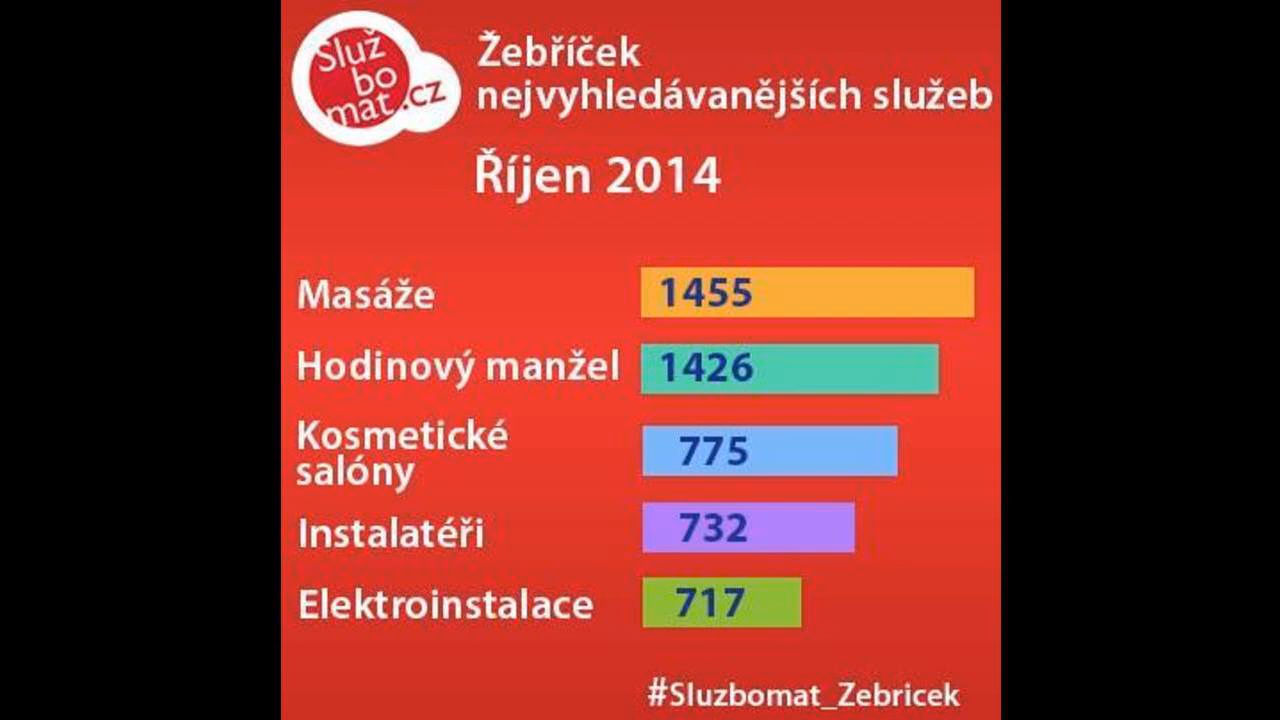 Služ
bo
mat.cz
Žebříček
nejvyhledávanějších služeb
Říjen 2014
Masáže 1455
Hodinový manžel 1426
Kosmetické
salóny 775
Instalatéři 732
Elektroinstalace 717
#Sluzbomat_Zebricek